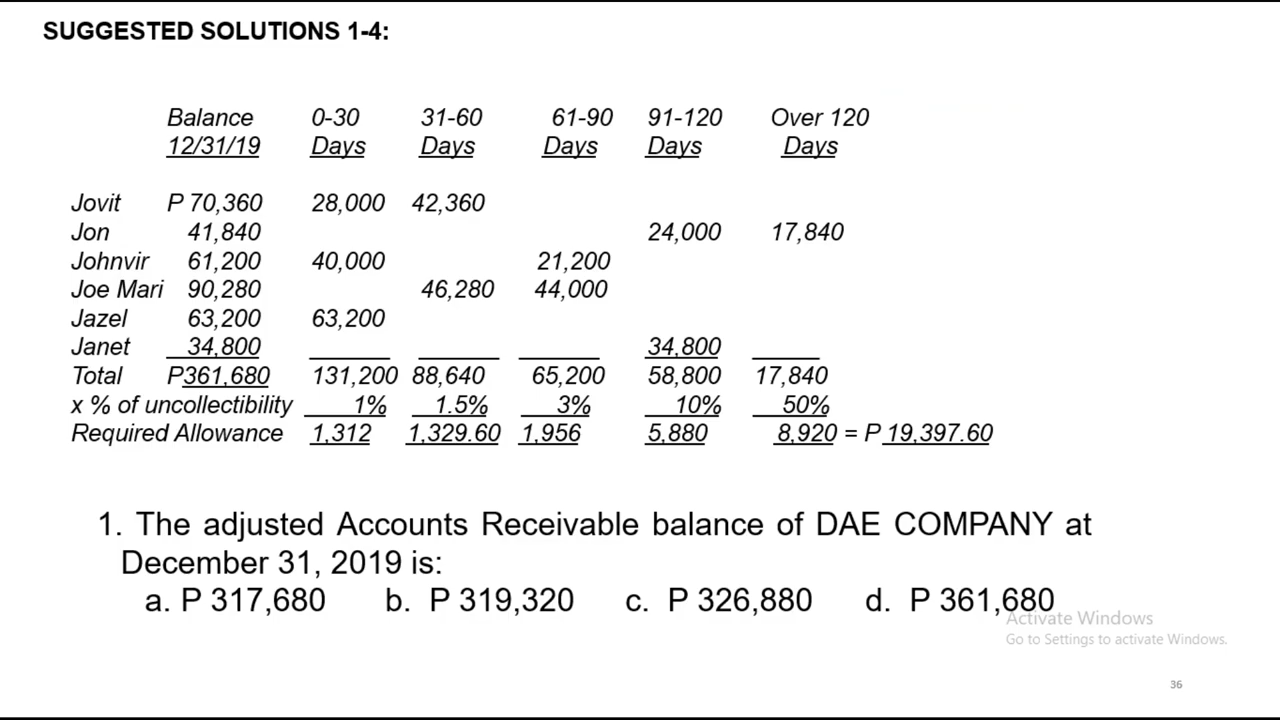 SUGGESTED SOLUTIONS 1-4:
Balance 0-30 31-60 61-90 91-120 Over 120
12/31/19 Days Days Days Days Days
Jovit P 70,360 28,000 42,360
Jon 41,840 24,000 17,840
Johnvir 61,200 40,000 21,200
Joe Mari 90,280 46,280 44,000
Jazel 63,200 63,200
Janet 34,800 34,800
Total P361,680 131,200 88,640 65,200 58,800 17,840
x % of uncollectibility 1% 1.5% 3% 10% 50%
Required Allowance 1,312 1,329.60 1,956 5,880 8,920 = P 19,397.60
1. The adjusted Accounts Receivable balance of DAE COMPANY at
December 31, 2019 is:
a. P 317,680 b. P 319,320 c. P 326,880 d. P 361,680
Activate Windows
Go to Settings to activate Windows.
36